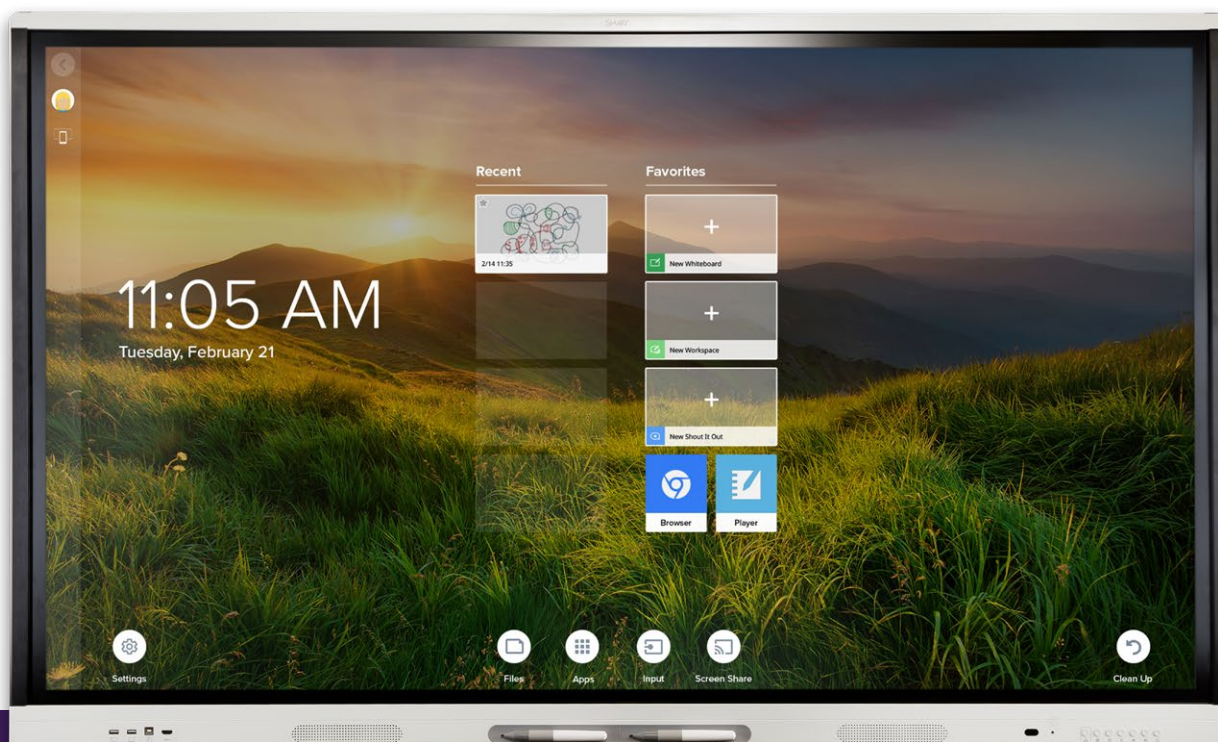 SMART
Recent
Favorites
2/14 11:35
New Whiteboard
11:05 AM
New Workspace
Tuesday, February 21
New Shout It Out
Browser
Player
Settings
Files
Apps
Input
Screen Share
Clean Up